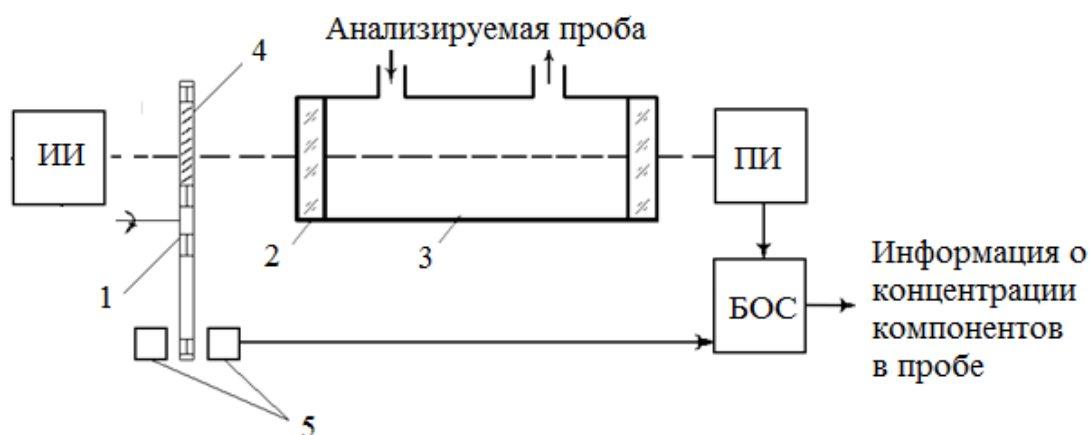 Анализируемая проба
4
ИИ
ПИ
2
3
1
БОС
Информация о
концентрации
компонентов
в пробе
5